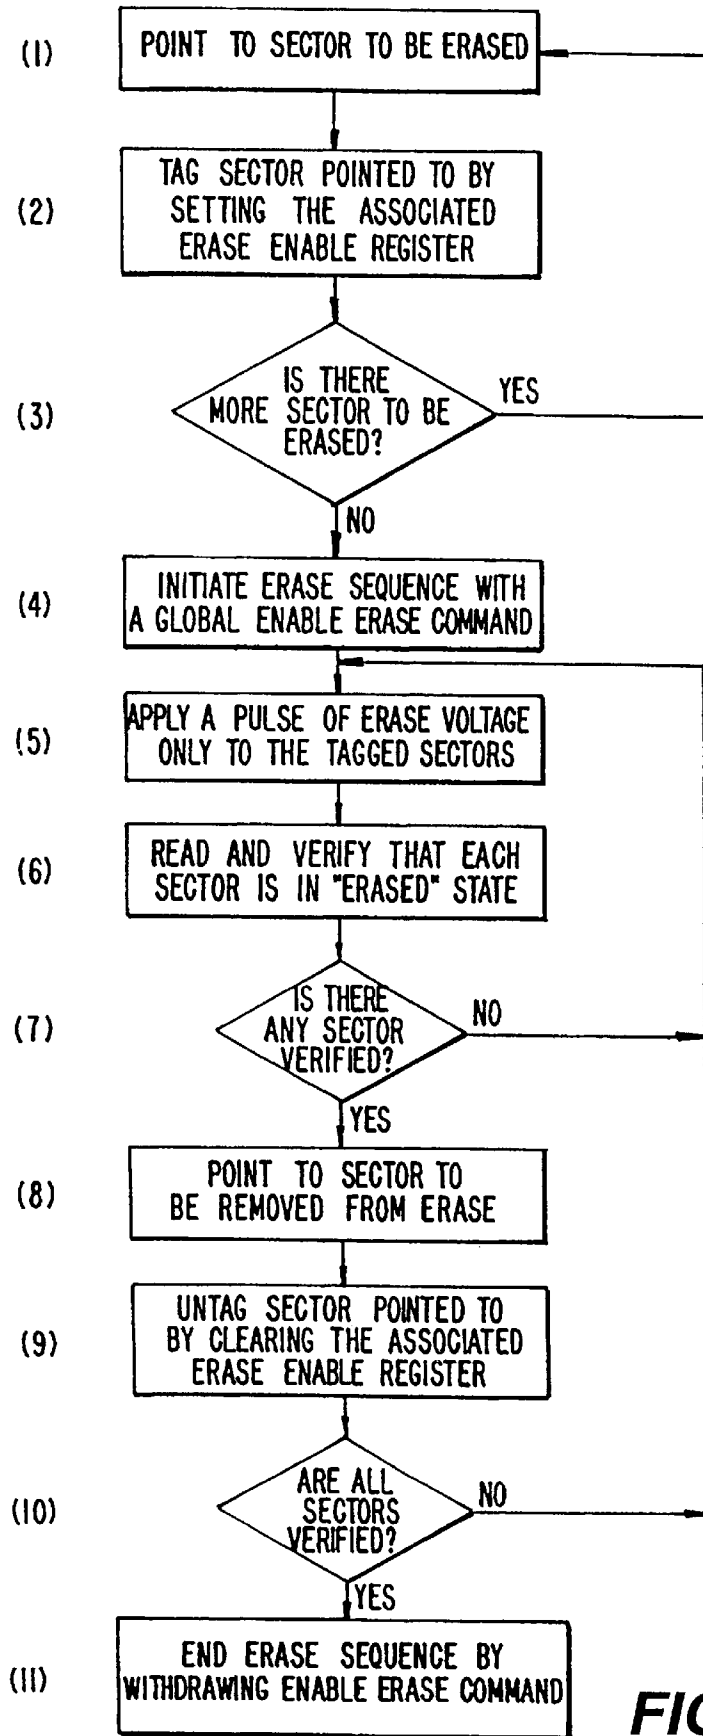 (1)
POINT TO SECTOR TO BE ERASED
(2)
TAG SECTOR POINTED TO BY
SETTING THE ASSOCIATED
ERASE ENABLE REGISTER
(3)
IS THERE
MORE SECTOR TO BE
ERASED?
YES
NO
(4)
INITIATE ERASE SEQUENCE WITH
A GLOBAL ENABLE ERASE COMMAND
(5)
APPLY A PULSE OF ERASE VOLTAGE
ONLY TO THE TAGGED SECTORS
(6)
READ AND VERIFY THAT EACH
SECTOR IS IN "ERASED" STATE
(7)
IS THERE
ANY SECTOR
VERIFIED?
NO
YES
(8)
POINT TO SECTOR TO
BE REMOVED FROM ERASE
(9)
UNTAG SECTOR POINTED TO
BY CLEARING THE ASSOCIATED
ERASE ENABLE REGISTER
(10)
ARE ALL
SECTORS
VERIFIED?
NO
YES
(11)
END ERASE SEQUENCE BY
WITHDRAWING ENABLE ERASE COMMAND
FIG